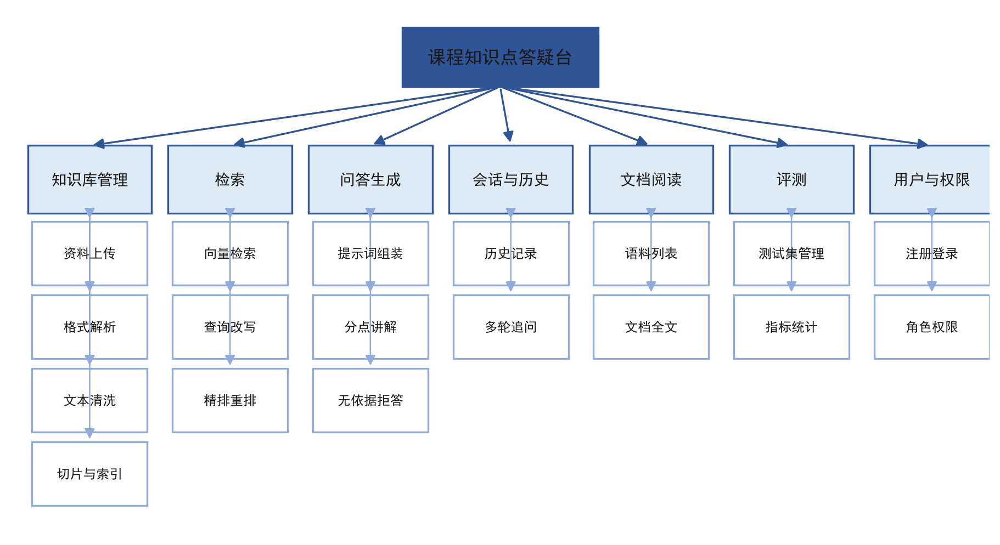 课程知识点答疑台
知识库管理
检索
问答生成
会话与历史
文档阅读
评测
用户与权限
资料上传
向量检索
提示词组装
历史记录
语料列表
测试集管理
注册登录
格式解析
查询改写
分点讲解
多轮追问
文档全文
指标统计
角色权限
文本清洗
精排重排
无依据拒答
切片与索引